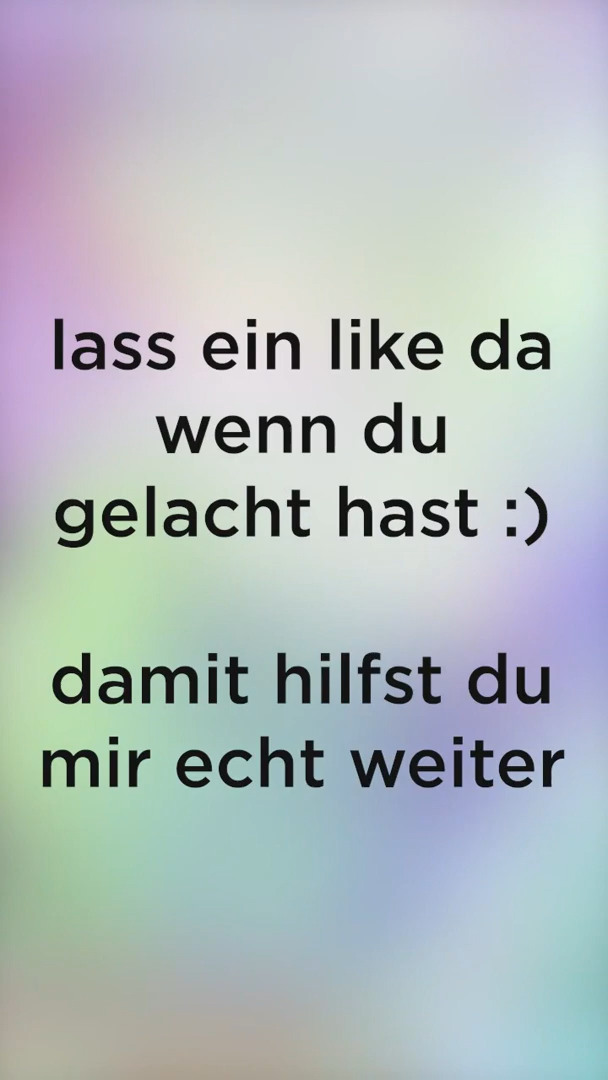 lass ein like da
wenn du
gelacht hast :)
damit hilfst du
mir echt weiter